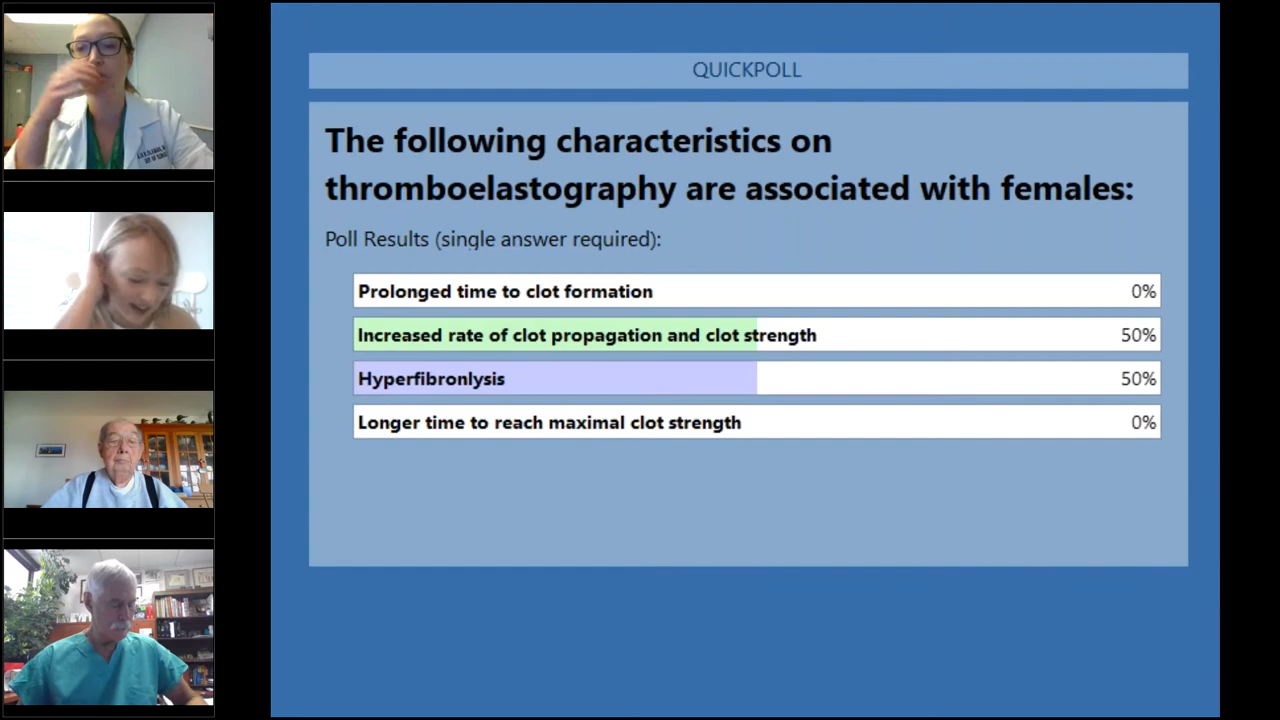 QUICKPOLL
The following characteristics on
thromboelastography are associated with females:
Poll Results (single answer required):
Prolonged time to clot formation 0%
Increased rate of clot propagation and clot strength 50%
Hyperfibronlysis 50%
Longer time to reach maximal clot strength 0%